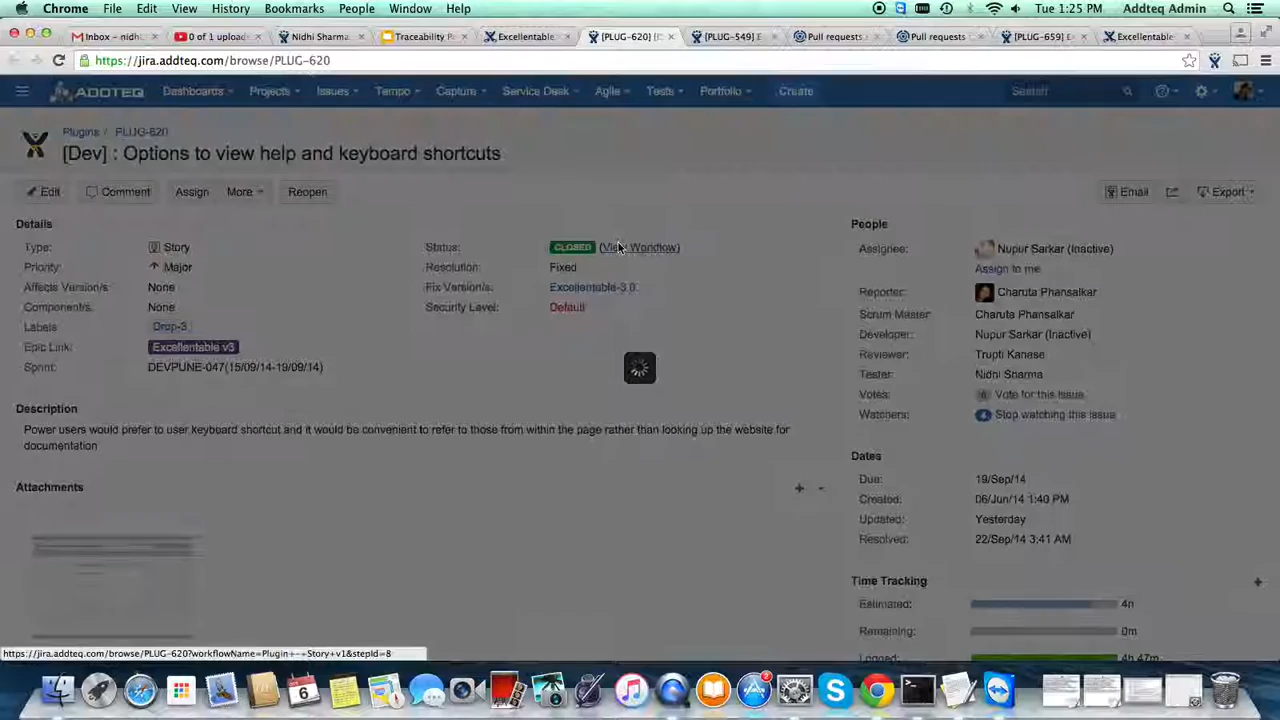 Chrome File Edit View History Bookmarks People Window Help Tue 1:25 PM Addteq Admin
Inbox – nidh 0 of 1 upload Nidhi Sharma Traceability P Excellentable [PLUG-620] [D [PLUG-549] E Pull requests Pull requests [PLUG-659] E Excellentable
https://jira.addteq.com/browse/PLUG-620
ADDTEQ Dashboards Projects Issues Tempo Capture Service Desk Agile Tests Portfolio Create Search
Plugins / PLUG-620
[Dev] : Options to view help and keyboard shortcuts
Edit Comment Assign More Reopen Email Export
Details
Type: Story
Priority: Major
Affects Version/s: None
Component/s: None
Labels: Drop-3
Epic Link: Excellentable v3
Sprint: DEVPUNE-047(15/09/14-19/09/14)
Status: CLOSED (View Workflow)
Resolution: Fixed
Fix Version/s: Excellentable-3.0
Security Level: Default
Description
Power users would prefer to user keyboard shortcut and it would be convenient to refer to those from within the page rather than looking up the website for
documentation
Attachments
People
Assignee: Nupur Sarkar (Inactive)
Assign to me
Reporter: Charuta Phansalkar
Scrum Master: Charuta Phansalkar
Developer: Nupur Sarkar (Inactive)
Reviewer: Trupti Kanase
Tester: Nidhi Sharma
Votes: 0 Vote for this issue
Watchers: 4 Stop watching this issue
Dates
Due: 19/Sep/14
Created: 06/Jun/14 1:40 PM
Updated: Yesterday
Resolved: 22/Sep/14 3:41 AM
Time Tracking
Estimated: 4h
Remaining: 0m
Logged: 4h 47m
https://jira.addteq.com/browse/PLUG-620?workflowName=Plugin+-+Story+v1&stepId=8
6
2